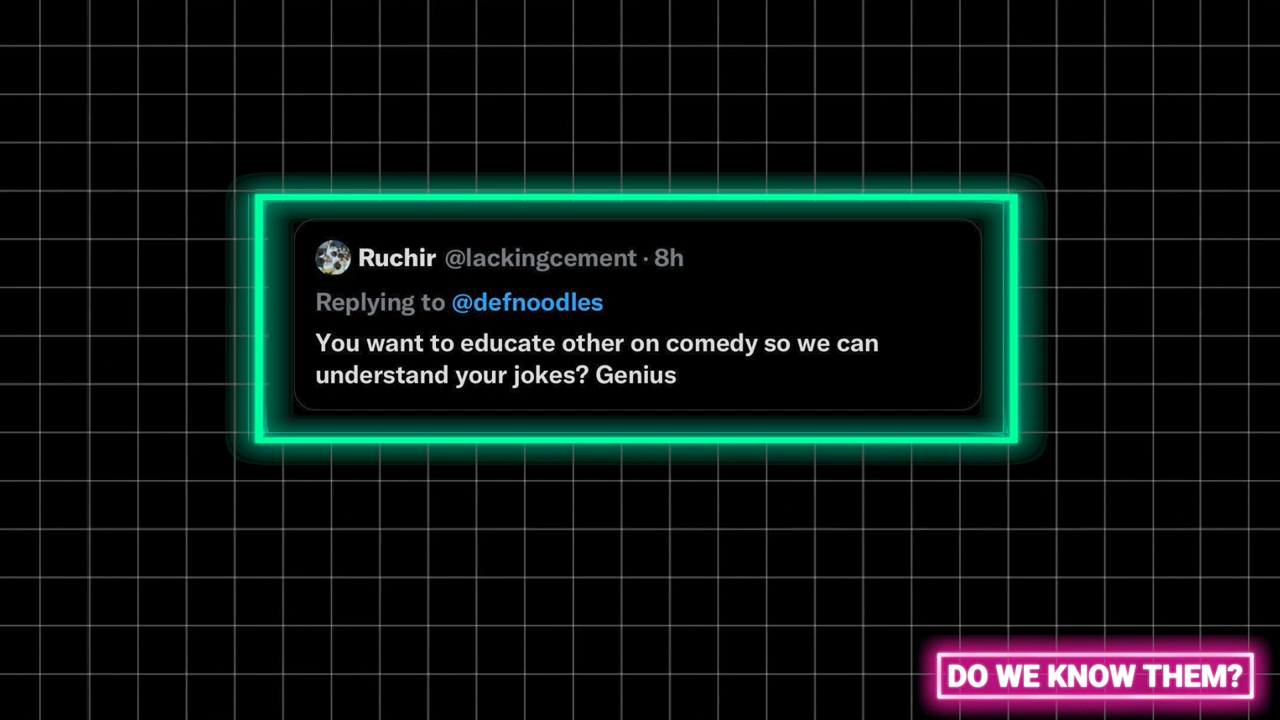 Ruchir @lackingcement · 8h
Replying to @defnoodles
You want to educate other on comedy so we can
understand your jokes? Genius
DO WE KNOW THEM?